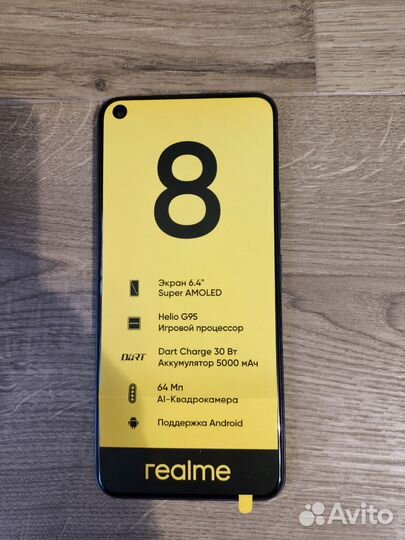 8
Экран 6.4"
Super AMOLED
Helio G95
Игровой процессор
DART
Dart Charge 30 Вт
Аккумулятор 5000 мАч
64 Мп
AI-Квадрокамера
Поддержка Android
realme
Avito